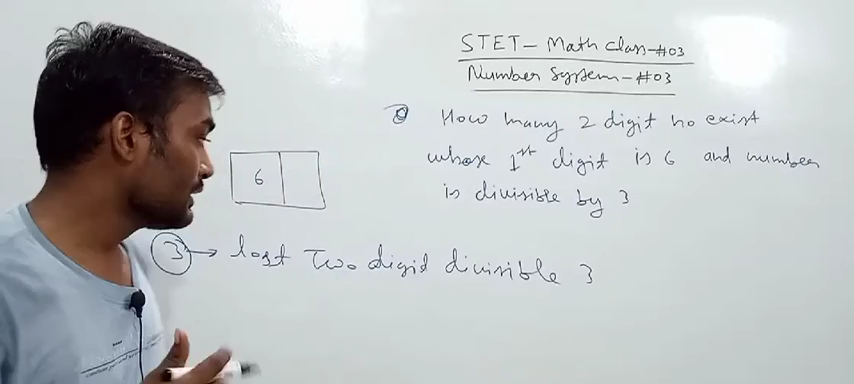 STET - Math Class - #03
Number System - #03
Q How many 2 digit no exist
whose 1st digit is 6 and number
is divisible by 3
6
3 → last Two digit divisible 3